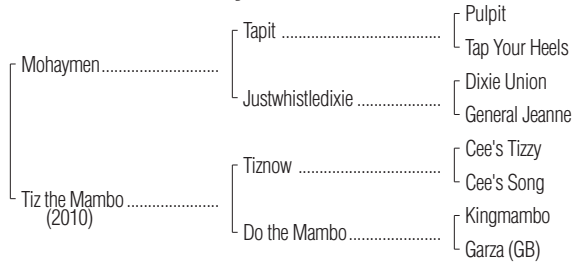 Pulpit
Tapit ................................
Tap Your Heels
Mohaymen........................
Dixie Union
Justwhistledixie .................
General Jeanne
Cee's Tizzy
Tiznow .............................
Cee's Song
Tiz the Mambo ...................
(2010)
Kingmambo
Do the Mambo...................
Garza (GB)